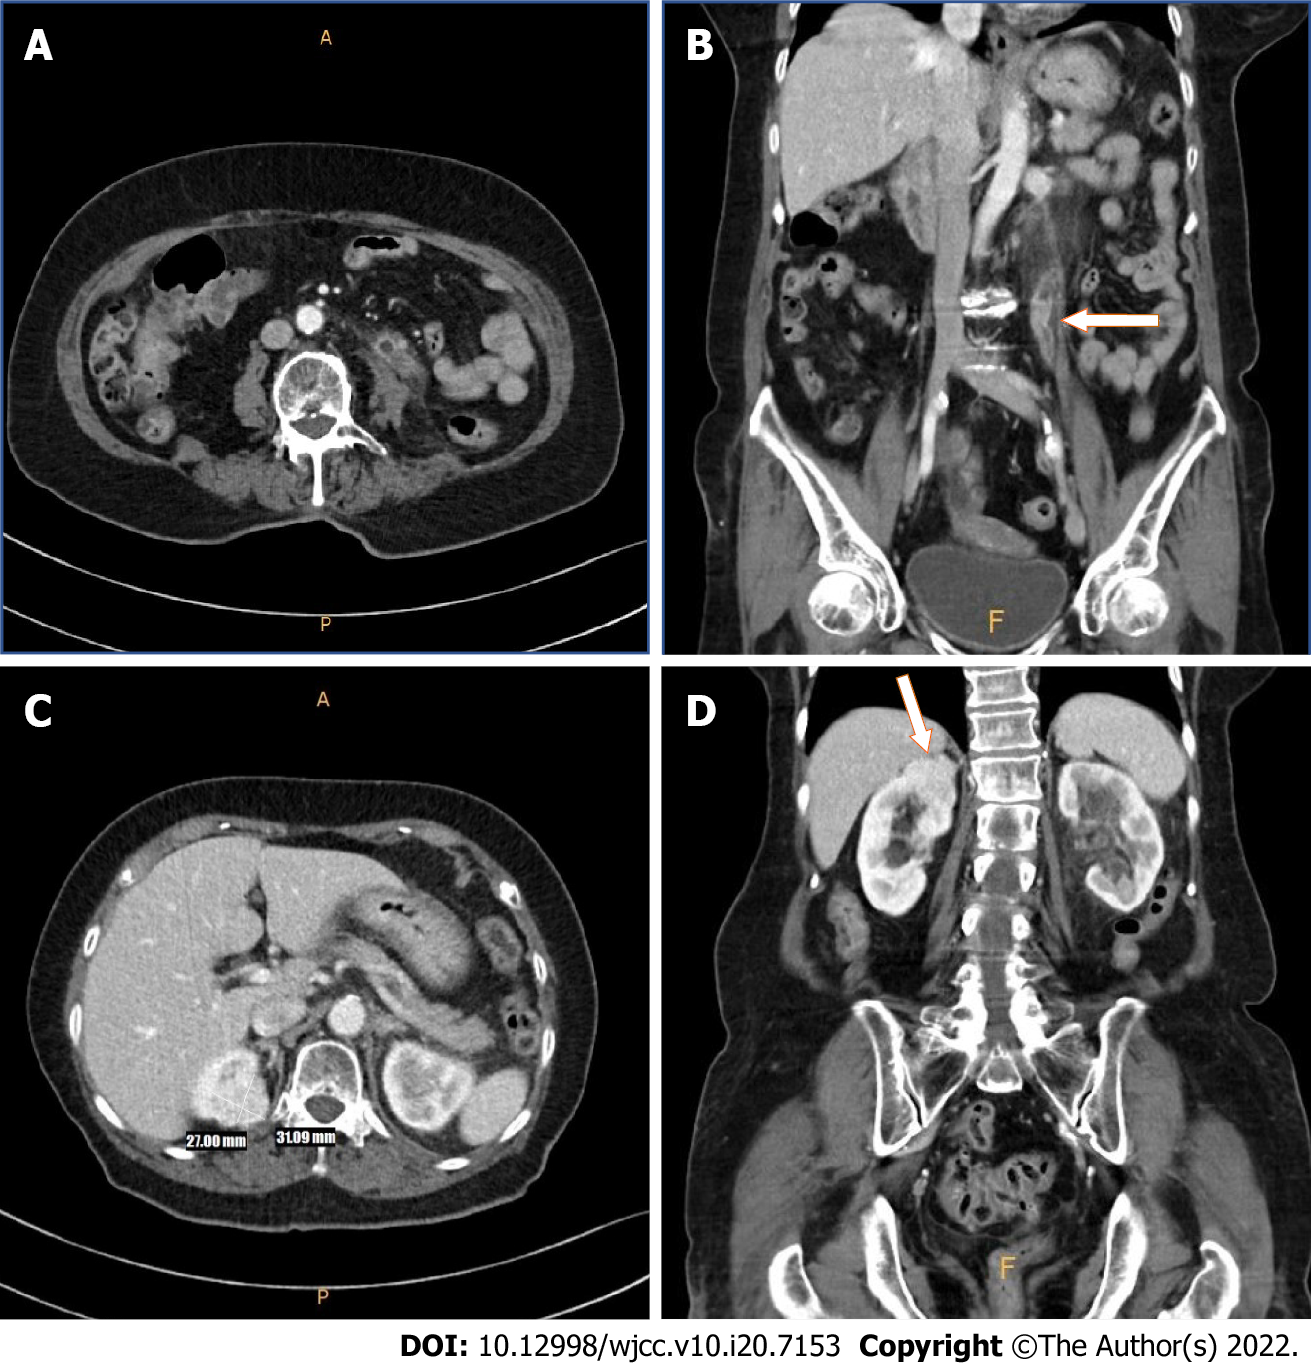 A
A
P
B
F
C
A
27.00 mm
31.09 mm
P
D
F
DOI: 10.12998/wjcc.v10.i20.7153 Copyright ©The Author(s) 2022.